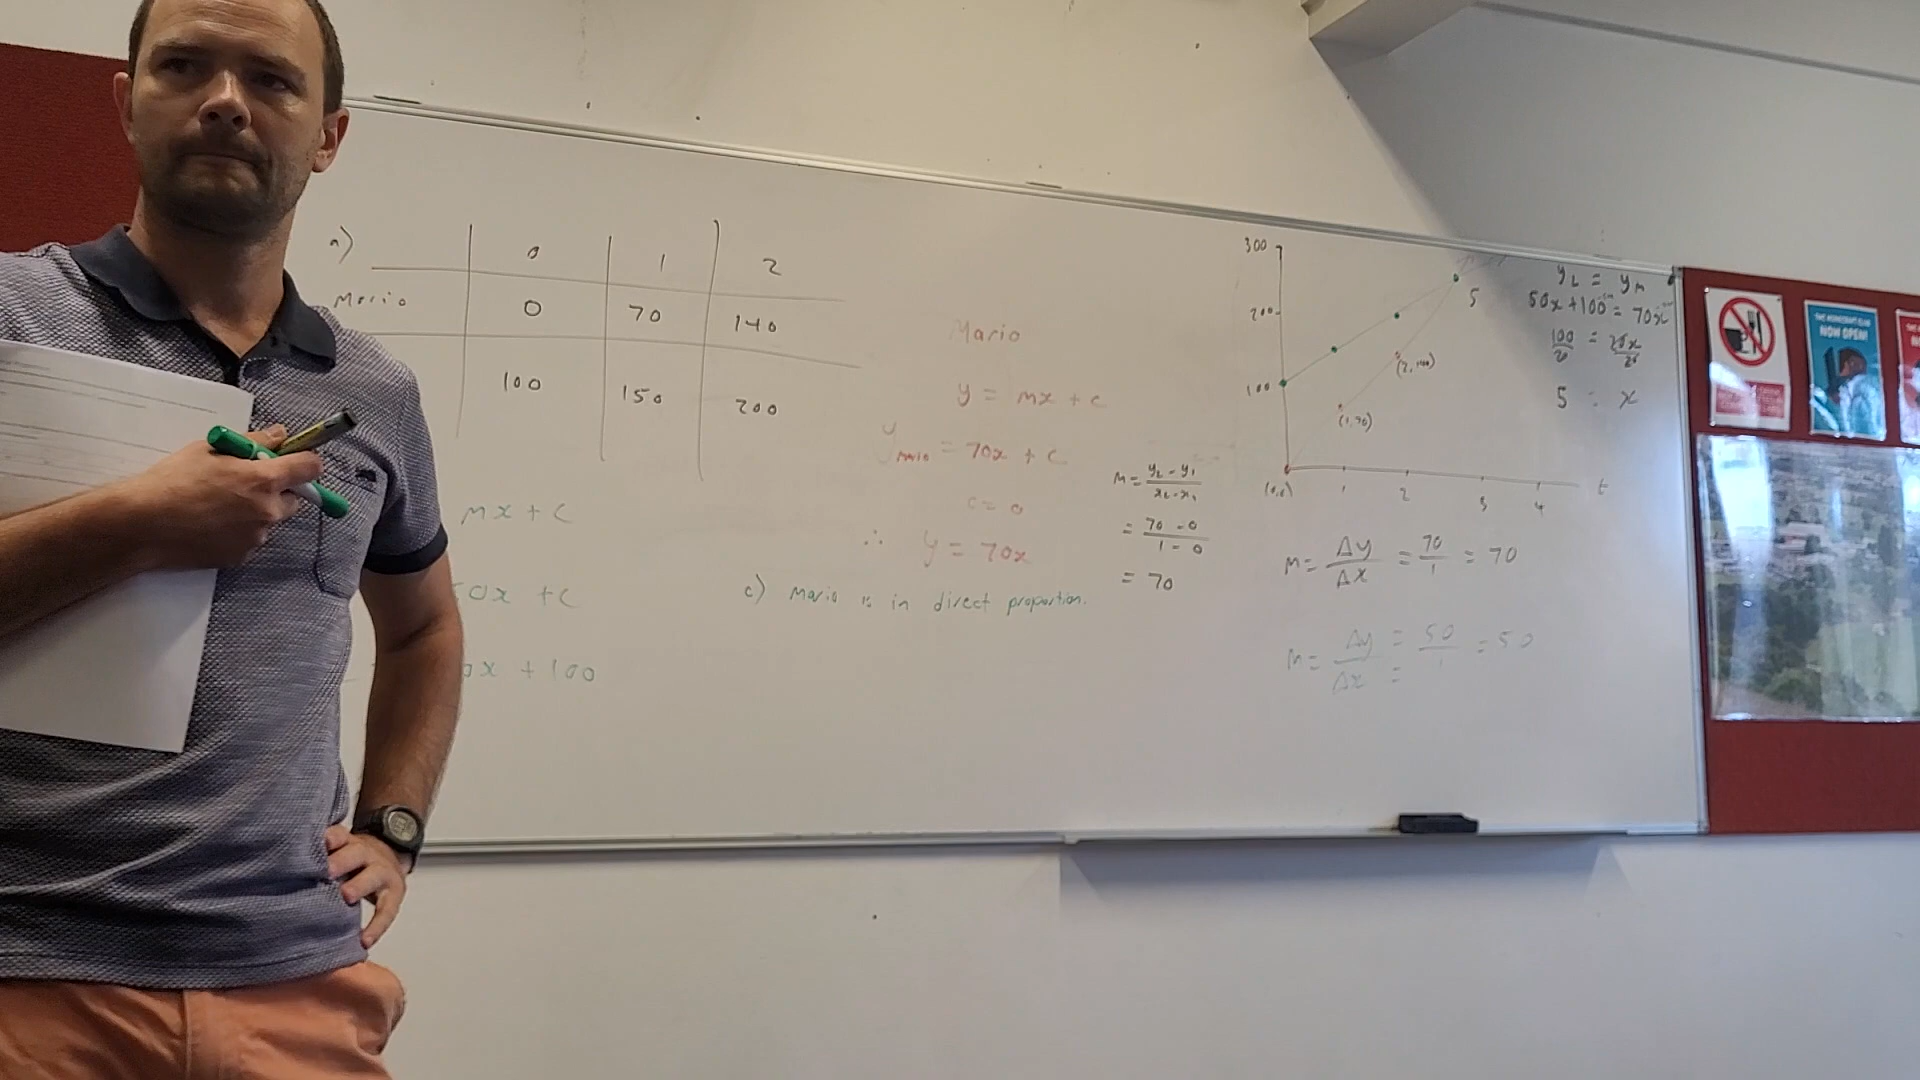 a) 0 1 2
Mario 0 70 140
100 150 200
mx + c
50x + c
x + 100
Mario
y = mx + c
y Mario = 70x + c
c = 0
∴ y = 70x
c) Mario is in direct proportion.
M = y₂ - y₁ / x₂ - x₁
= 70 - 0 / 1 - 0
= 70
300
200
100
5
(2, 140)
(1, 70)
(0,0) 1 2 3 4 t
M = Δy / Δx = 70 / 1 = 70
M = Δy / Δx = 50 / 1 = 50
y_L = y_M
50x + 100 = 70x
100 / 20 = 20x / 20
5 = x
NOW OPEN!